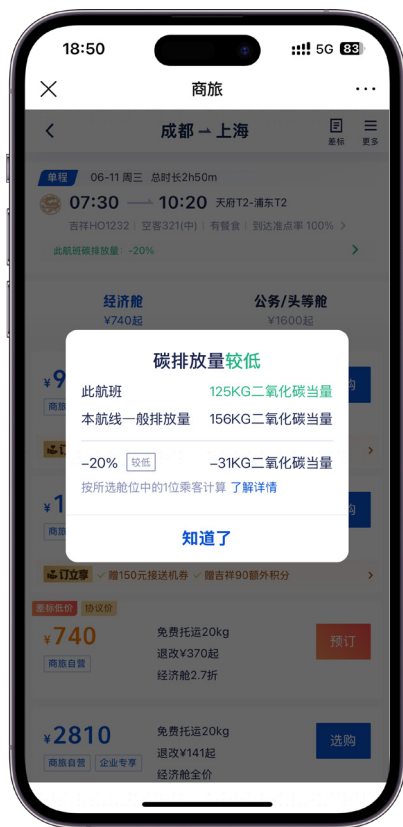 18:50
5G 83
商旅
成都 → 上海
差标
更多
单程 06-11 周三 总时长2h50m
07:30 → 10:20 天府T2-浦东T2
吉祥HO1232 | 空客321(中) | 有餐食 | 到达准点率 100% >
此航班碳排放量: -20% >
经济舱
¥740起
公务/头等舱
¥1600起
碳排放量较低
¥9
此航班 125KG二氧化碳当量
购
本航线一般排放量 156KG二氧化碳当量
-20% 较低 -31KG二氧化碳当量
按所选舱位中的1位乘客计算 了解详情
¥1
购
知道了
订立享 赠150元接送机券 赠吉祥90额外积分 >
差标低价 协议价
¥740
商旅自营
免费托运20kg
退改¥370起
经济舱2.7折
预订
¥2810
商旅自营 企业专享
免费托运20kg
退改¥141起
经济舱全价
选购